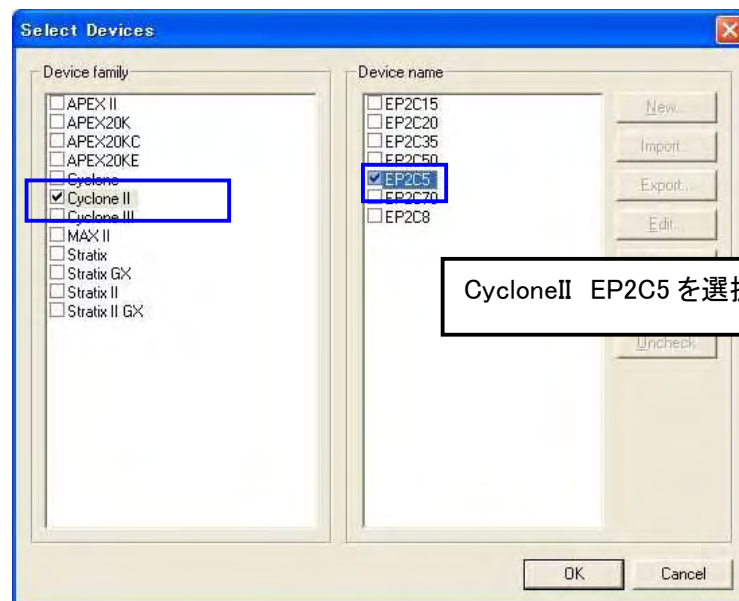 Select Devices
Device family
APEX II
APEX20K
APEX20KC
APEX20KE
Cyclone
Cyclone II
Cyclone III
MAX II
Stratix
Stratix GX
Stratix II
Stratix II GX
Device name
EP2C15
EP2C20
EP2C35
EP2C50
EP2C5
EP2C70
EP2C8
New...
Import...
Export...
Edit...
CycloneII EP2C5 を選択
Uncheck
OK
Cancel